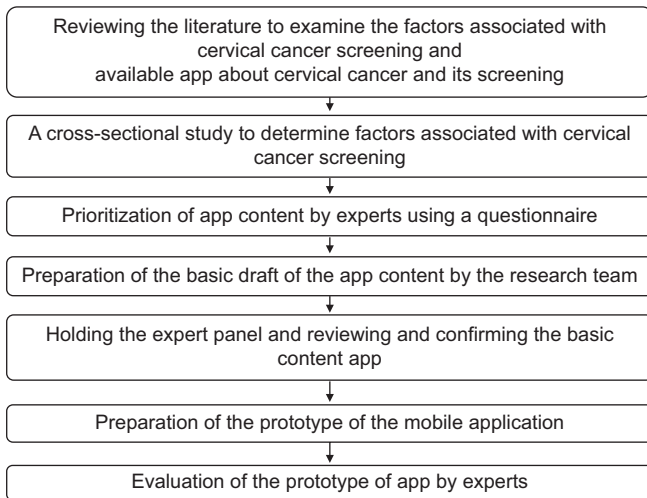 Reviewing the literature to examine the factors associated with
cervical cancer screening and
available app about cervical cancer and its screening
A cross-sectional study to determine factors associated with cervical
cancer screening
Prioritization of app content by experts using a questionnaire
Preparation of the basic draft of the app content by the research team
Holding the expert panel and reviewing and confirming the basic
content app
Preparation of the prototype of the mobile application
Evaluation of the prototype of app by experts